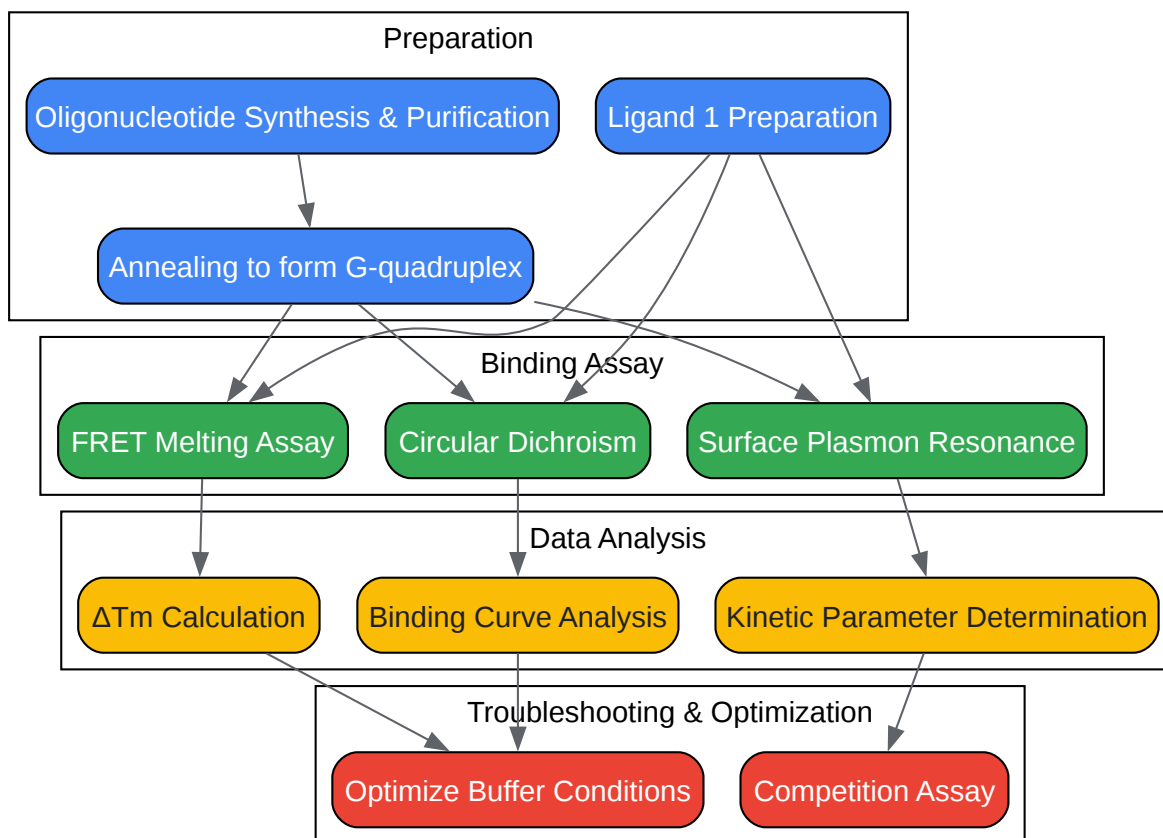 Preparation
Oligonucleotide Synthesis & Purification
Ligand 1 Preparation
Annealing to form G-quadruplex
Binding Assay
FRET Melting Assay
Circular Dichroism
Surface Plasmon Resonance
Data Analysis
ΔTm Calculation
Binding Curve Analysis
Kinetic Parameter Determination
Troubleshooting & Optimization
Optimize Buffer Conditions
Competition Assay